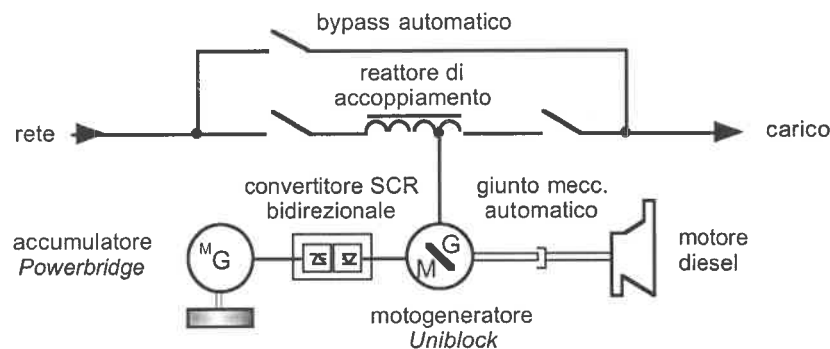 bypass automatico
reattore di
accoppiamento
rete
carico
convertitore SCR
bidirezionale
giunto mecc.
automatico
accumulatore
Powerbridge
M G
G
M
motore
diesel
motogeneratore
Uniblock